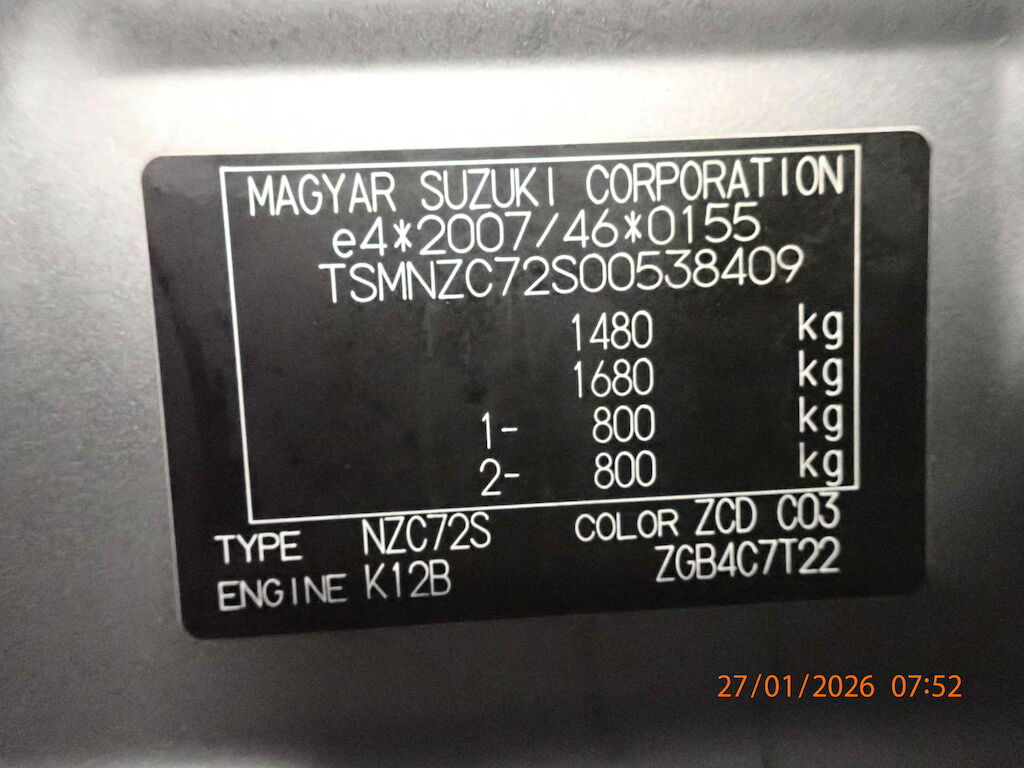 MAGYAR SUZUKI CORPORATION
e4*2007/46*0155
TSMNZC72S00538409
1480 kg
1680 kg
1- 800 kg
2- 800 kg
TYPE NZC72S COLOR ZCD C03
ENGINE K12B ZGB4C7T22
27/01/2026 07:52